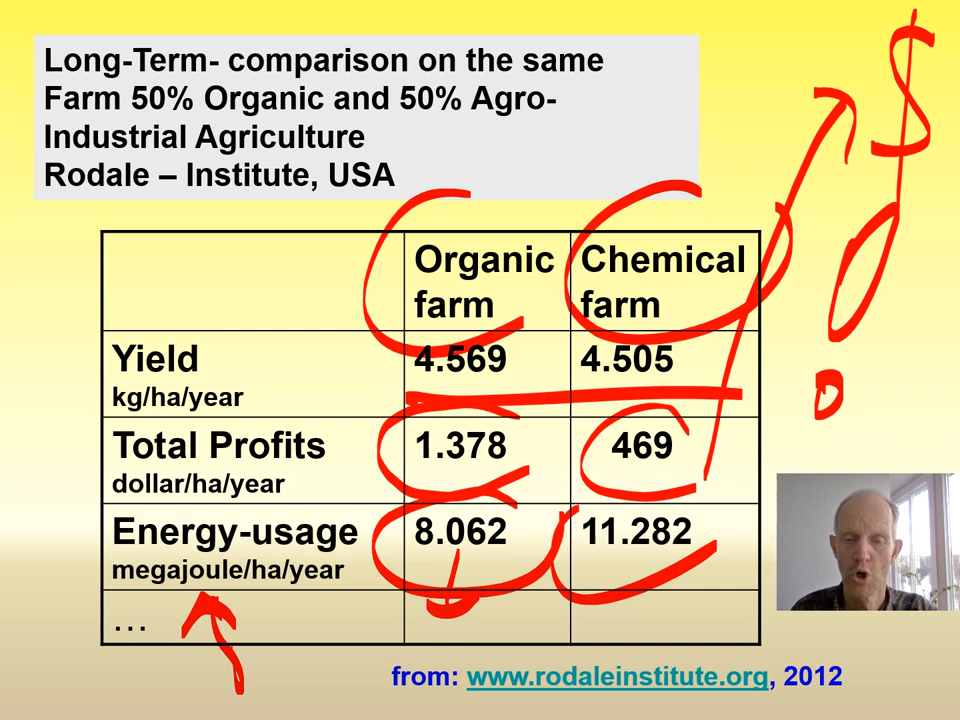 Long-Term- comparison on the same
Farm 50% Organic and 50% Agro-
Industrial Agriculture
Rodale – Institute, USA
$
Organic farm
Chemical farm
Yield 4.569 4.505
kg/ha/year
Total Profits 1.378 469
dollar/ha/year
Energy-usage 8.062 11.282
megajoule/ha/year
…
from: www.rodaleinstitute.org, 2012